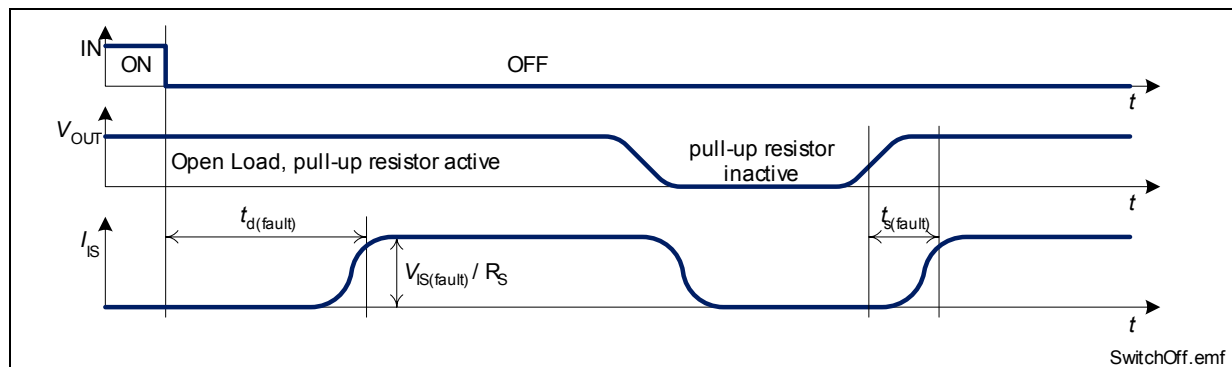 IN
ON
OFF
t
VOUT
Open Load, pull-up resistor active
pull-up resistor
inactive
t
td(fault)
ts(fault)
IIS
VIS(fault) / RS
t
SwitchOff.emf